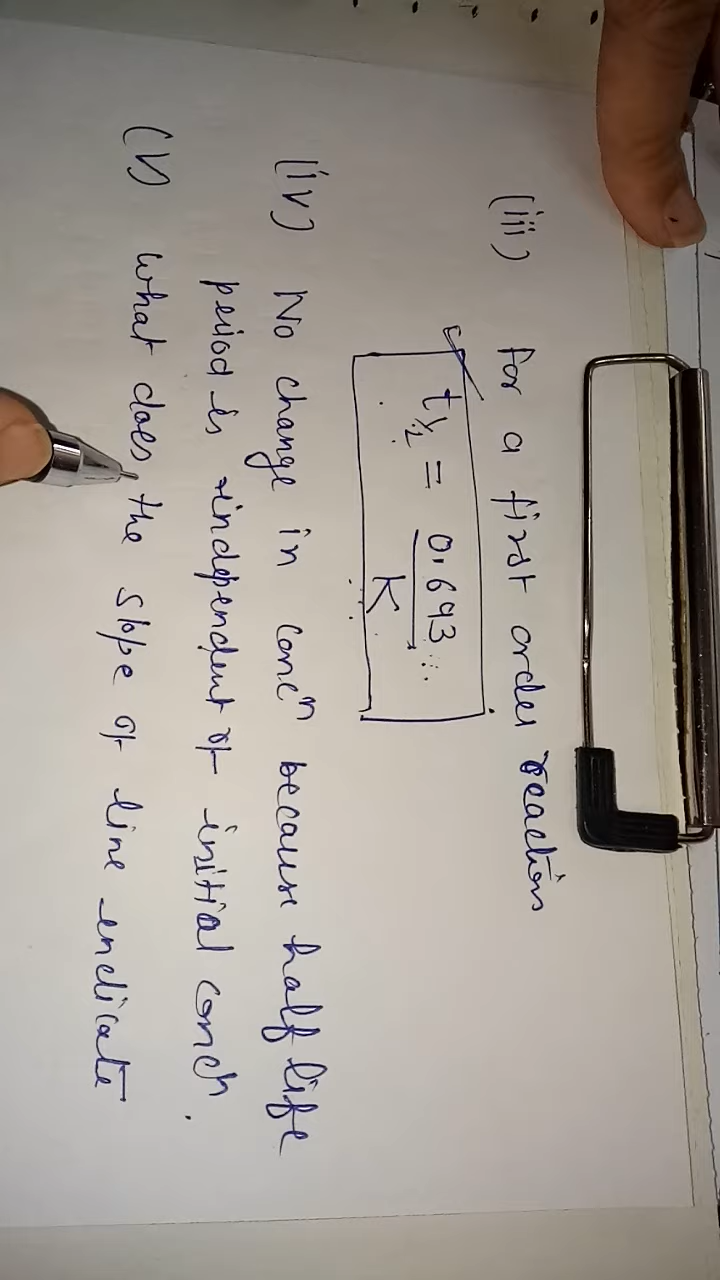 (iii) for a first order reaction
t½ = 0.693
K
(iv) No change in concⁿ because half life
period is independent of initial concⁿ.
(v) what does the slope of line endicate